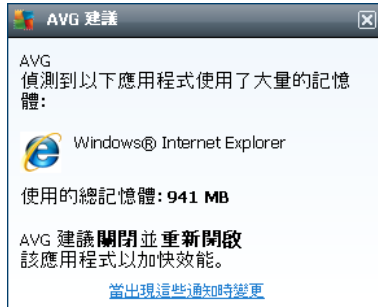 AVG 建議
AVG
偵測到以下應用程式使用了大量的記憶
體:
Windows® Internet Explorer
使用的總記憶體: 941 MB
AVG 建議關閉並重新開啟
該應用程式以加快效能。
當出現這些通知時變更